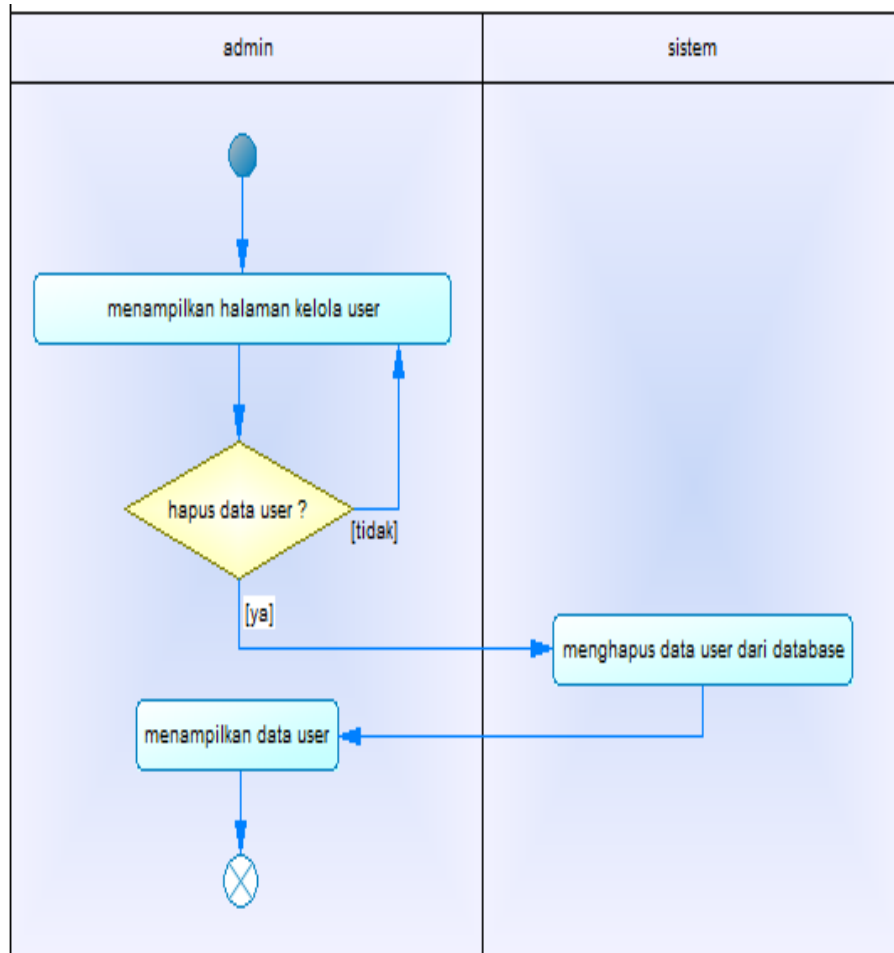 admin
sistem
menampilkan halaman kelola user
hapus data user ?
[tidak]
[ya]
menghapus data user dari database
menampilkan data user